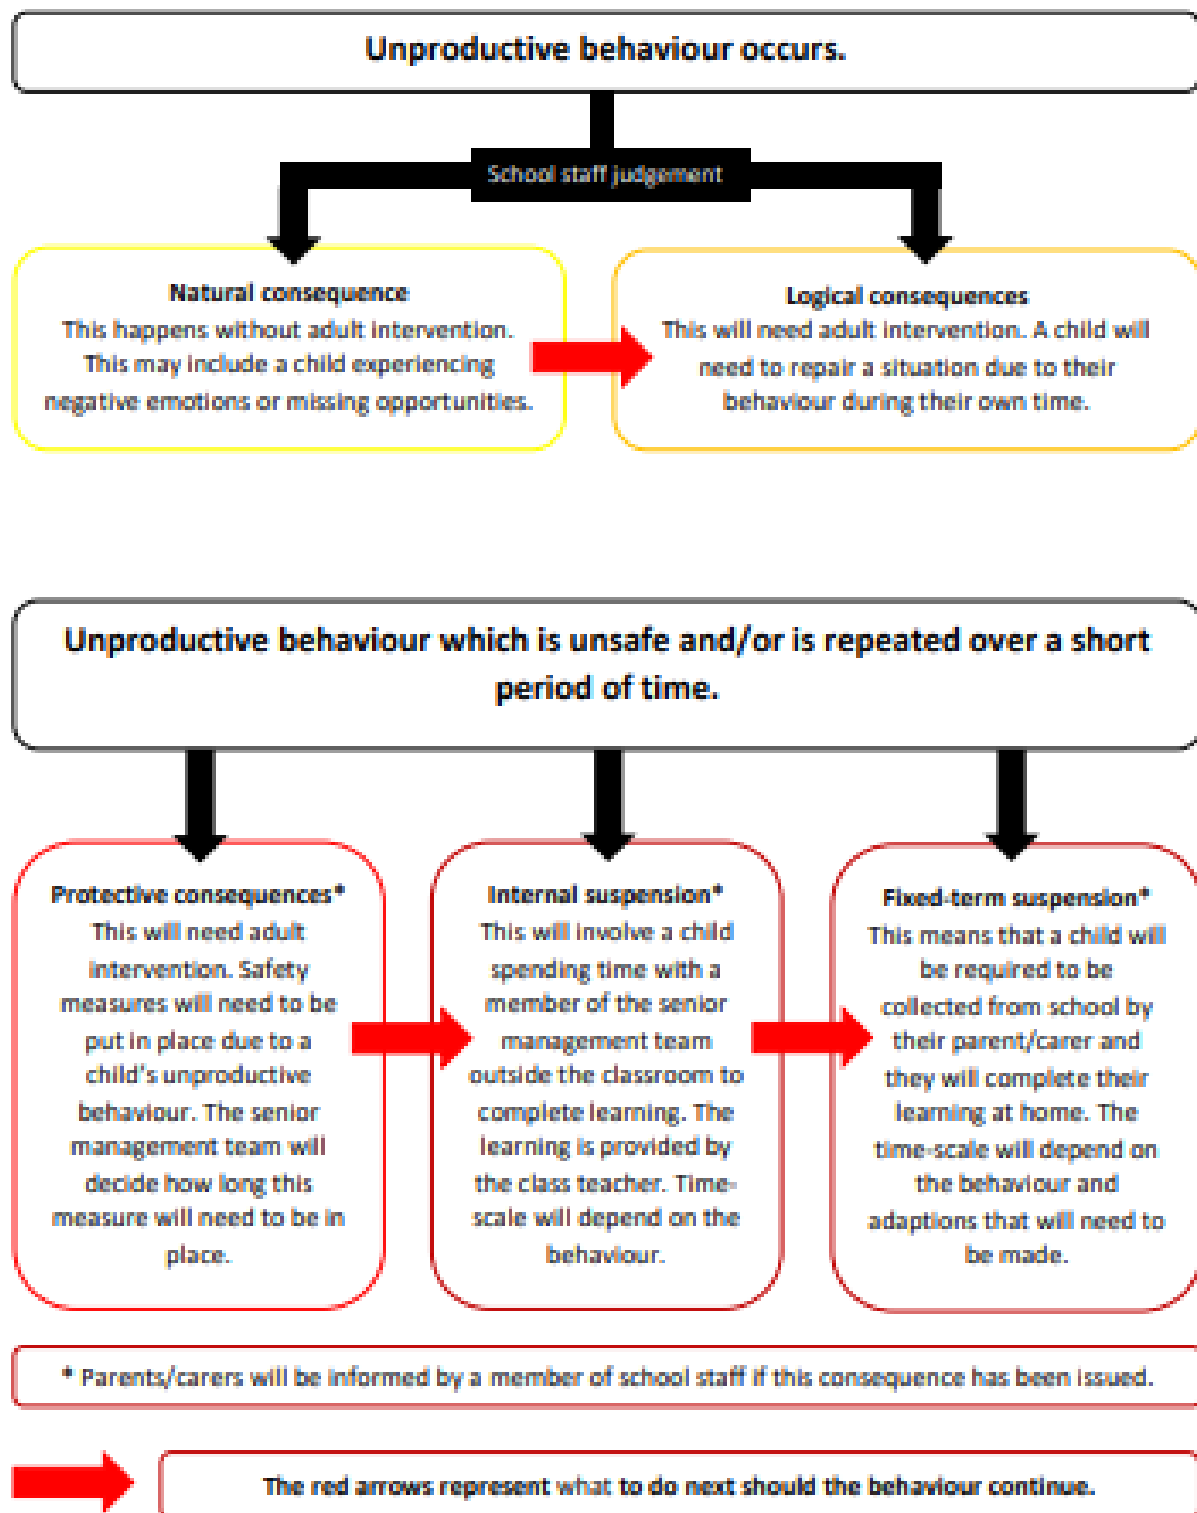 Unproductive behaviour occurs.
School staff judgement
Natural consequence
This happens without adult intervention.
This may include a child experiencing
negative emotions or missing opportunities.
Logical consequences
This will need adult intervention. A child will
need to repair a situation due to their
behaviour during their own time.
Unproductive behaviour which is unsafe and/or is repeated over a short
period of time.
Protective consequences*
This will need adult
intervention. Safety
measures will need to be
put in place due to a
child's unproductive
behaviour. The senior
management team will
decide how long this
measure will need to be in
place.
Internal suspension*
This will involve a child
spending time with a
member of the senior
management team
outside the classroom to
complete learning. The
learning is provided by
the class teacher. Time-
scale will depend on the
behaviour.
Fixed-term suspension*
This means that a child will
be required to be
collected from school by
their parent/carer and
they will complete their
learning at home. The
time-scale will depend on
the behaviour and
adaptions that will need to
be made.
* Parents/carers will be informed by a member of school staff if this consequence has been issued.
The red arrows represent what to do next should the behaviour continue.